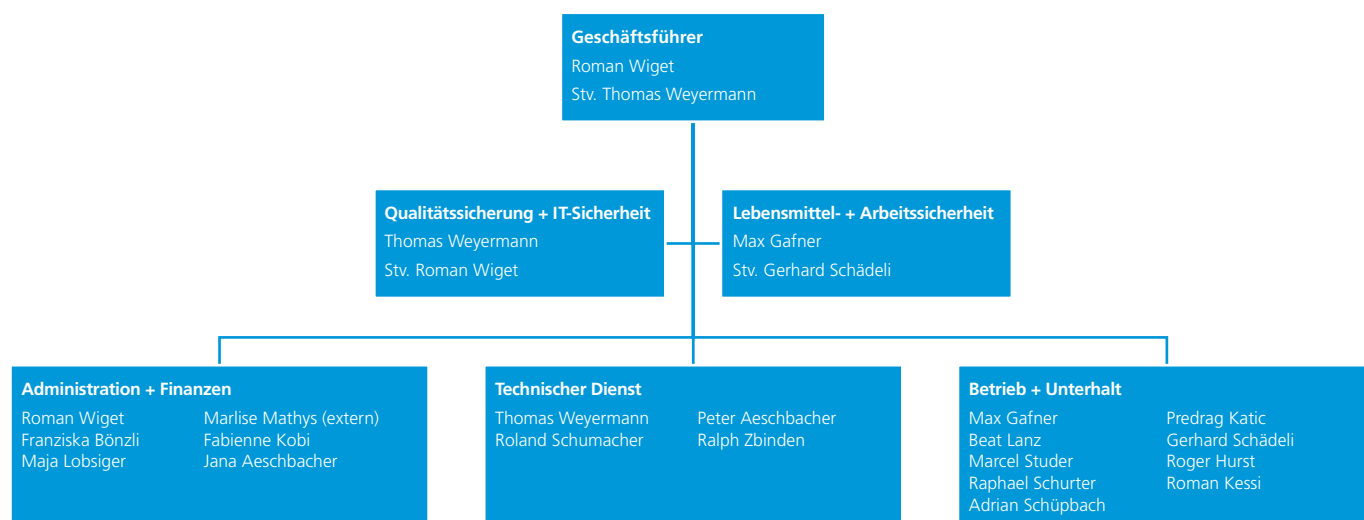 Geschäftsführer
Roman Wiget
Stv. Thomas Weyermann
Qualitätssicherung + IT-Sicherheit
Thomas Weyermann
Stv. Roman Wiget
Lebensmittel- + Arbeitssicherheit
Max Gafner
Stv. Gerhard Schädeli
Administration + Finanzen
Roman Wiget
Franziska Bönzli
Maja Lobsiger
Marlise Mathys (extern)
Fabienne Kobi
Jana Aeschbacher
Technischer Dienst
Thomas Weyermann
Roland Schumacher
Peter Aeschbacher
Ralph Zbinden
Betrieb + Unterhalt
Max Gafner
Beat Lanz
Marcel Studer
Raphael Schurter
Adrian Schüpbach
Predrag Katic
Gerhard Schädeli
Roger Hurst
Roman Kessi